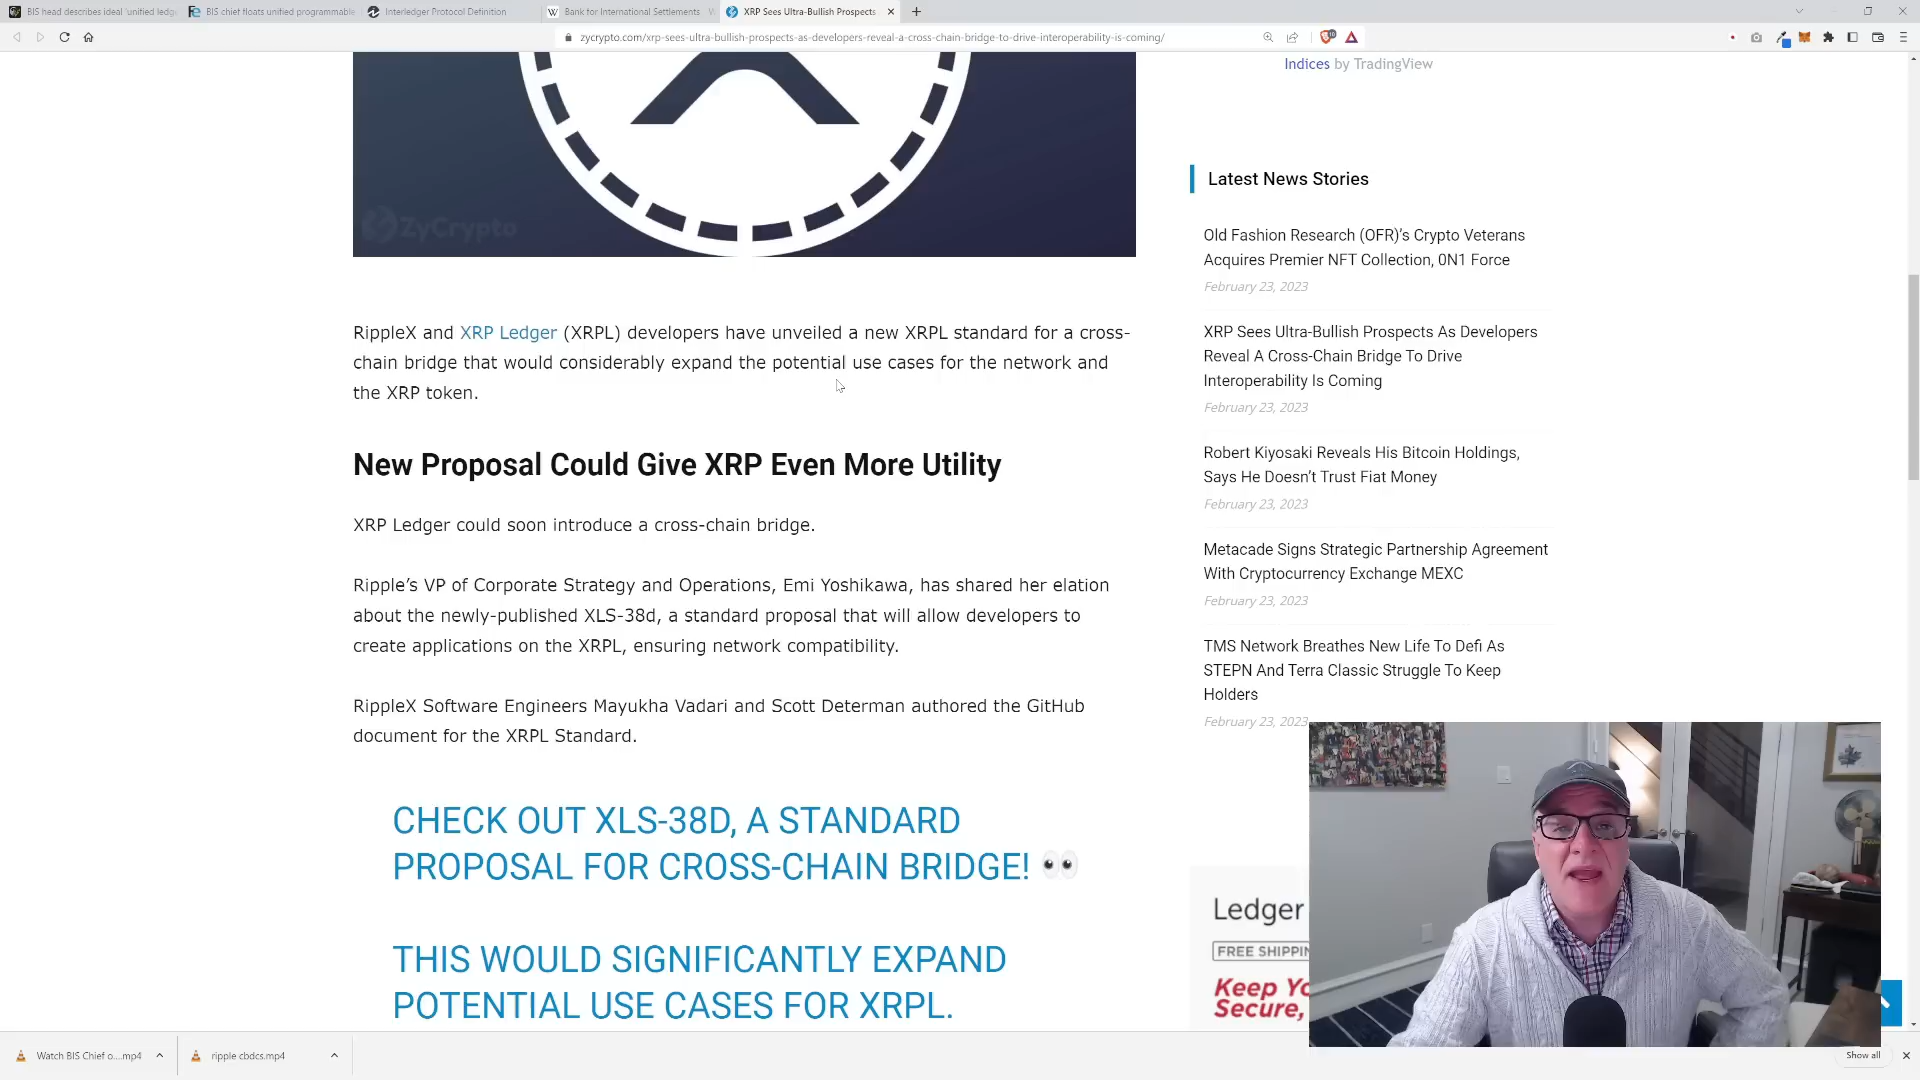 BIS head describes ideal 'unified ledg
BIS chief floats unified programmable
Interledger Protocol Definition
Bank for International Settlements
XRP Sees Ultra-Bullish Prospects
zycrypto.com/xrp-sees-ultra-bullish-prospects-as-developers-reveal-a-cross-chain-bridge-to-drive-interoperability-is-coming/
ZyCrypto
RippleX and XRP Ledger (XRPL) developers have unveiled a new XRPL standard for a cross-
chain bridge that would considerably expand the potential use cases for the network and
the XRP token.
New Proposal Could Give XRP Even More Utility
XRP Ledger could soon introduce a cross-chain bridge.
Ripple’s VP of Corporate Strategy and Operations, Emi Yoshikawa, has shared her elation
about the newly-published XLS-38d, a standard proposal that will allow developers to
create applications on the XRPL, ensuring network compatibility.
RippleX Software Engineers Mayukha Vadari and Scott Determan authored the GitHub
document for the XRPL Standard.
CHECK OUT XLS-38D, A STANDARD
PROPOSAL FOR CROSS-CHAIN BRIDGE! 👀
THIS WOULD SIGNIFICANTLY EXPAND
POTENTIAL USE CASES FOR XRPL.
Indices by TradingView
Latest News Stories
Old Fashion Research (OFR)’s Crypto Veterans
Acquires Premier NFT Collection, 0N1 Force
February 23, 2023
XRP Sees Ultra-Bullish Prospects As Developers
Reveal A Cross-Chain Bridge To Drive
Interoperability Is Coming
February 23, 2023
Robert Kiyosaki Reveals His Bitcoin Holdings,
Says He Doesn’t Trust Fiat Money
February 23, 2023
Metacade Signs Strategic Partnership Agreement
With Cryptocurrency Exchange MEXC
February 23, 2023
TMS Network Breathes New Life To Defi As
STEPN And Terra Classic Struggle To Keep
Holders
February 23, 2023
Ledger
FREE SHIPPIN
Keep Yo
Secure,
Watch BIS Chief o....mp4
ripple cbdcs.mp4
Show all